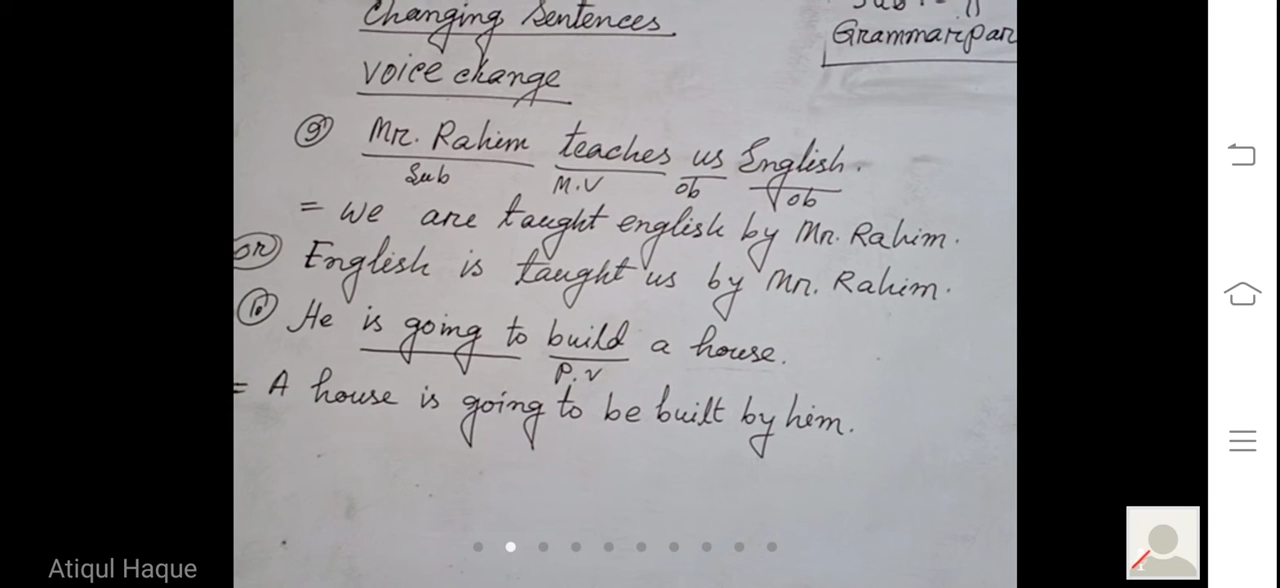 Changing Sentences
Grammar par
Voice change
g) Mr. Rahim teaches us English.
Sub M.V ob ob
= We are taught english by Mr. Rahim.
or) English is taught us by Mr. Rahim.
He is going to build a house.
P.V
= A house is going to be built by him.
Atiqul Haque